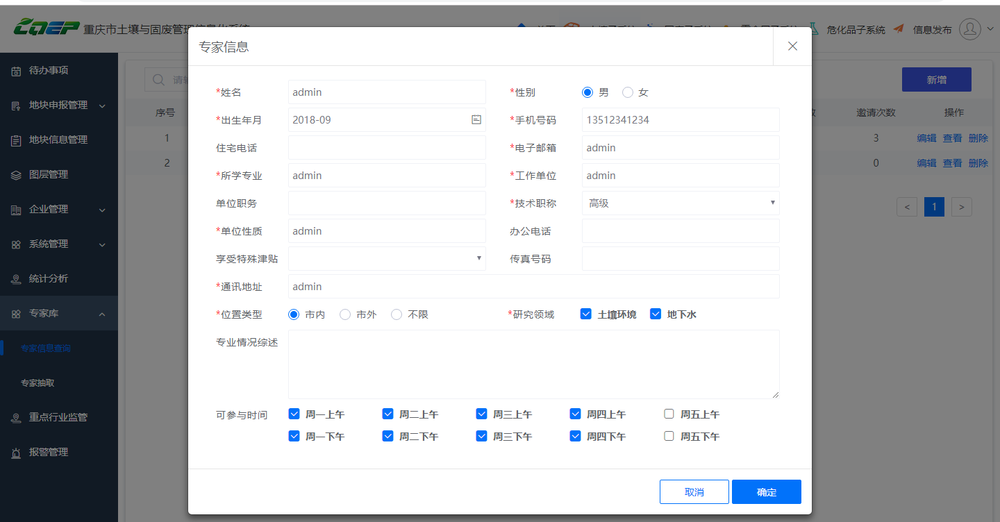 CQEP 重庆市土壤与固废管理信息化系统
危化品子系统 信息发布
待办事项
地块申报管理
地块信息管理
图层管理
企业管理
系统管理
统计分析
专家库
专家信息查询
专家抽取
重点行业监管
报警管理
新增
序号 邀请次数 操作
1 3 编辑 查看 删除
2 0 编辑 查看 删除
< 1 >
专家信息
*姓名 admin *性别 男 女
*出生年月 2018-09 *手机号码 13512341234
住宅电话 *电子邮箱 admin
*所学专业 admin *工作单位 admin
单位职务 *技术职称 高级
*单位性质 admin 办公电话
享受特殊津贴 传真号码
*通讯地址 admin
*位置类型 市内 市外 不限 *研究领域 土壤环境 地下水
专业情况综述
可参与时间 周一上午 周二上午 周三上午 周四上午 周五上午
周一下午 周二下午 周三下午 周四下午 周五下午
取消 确定